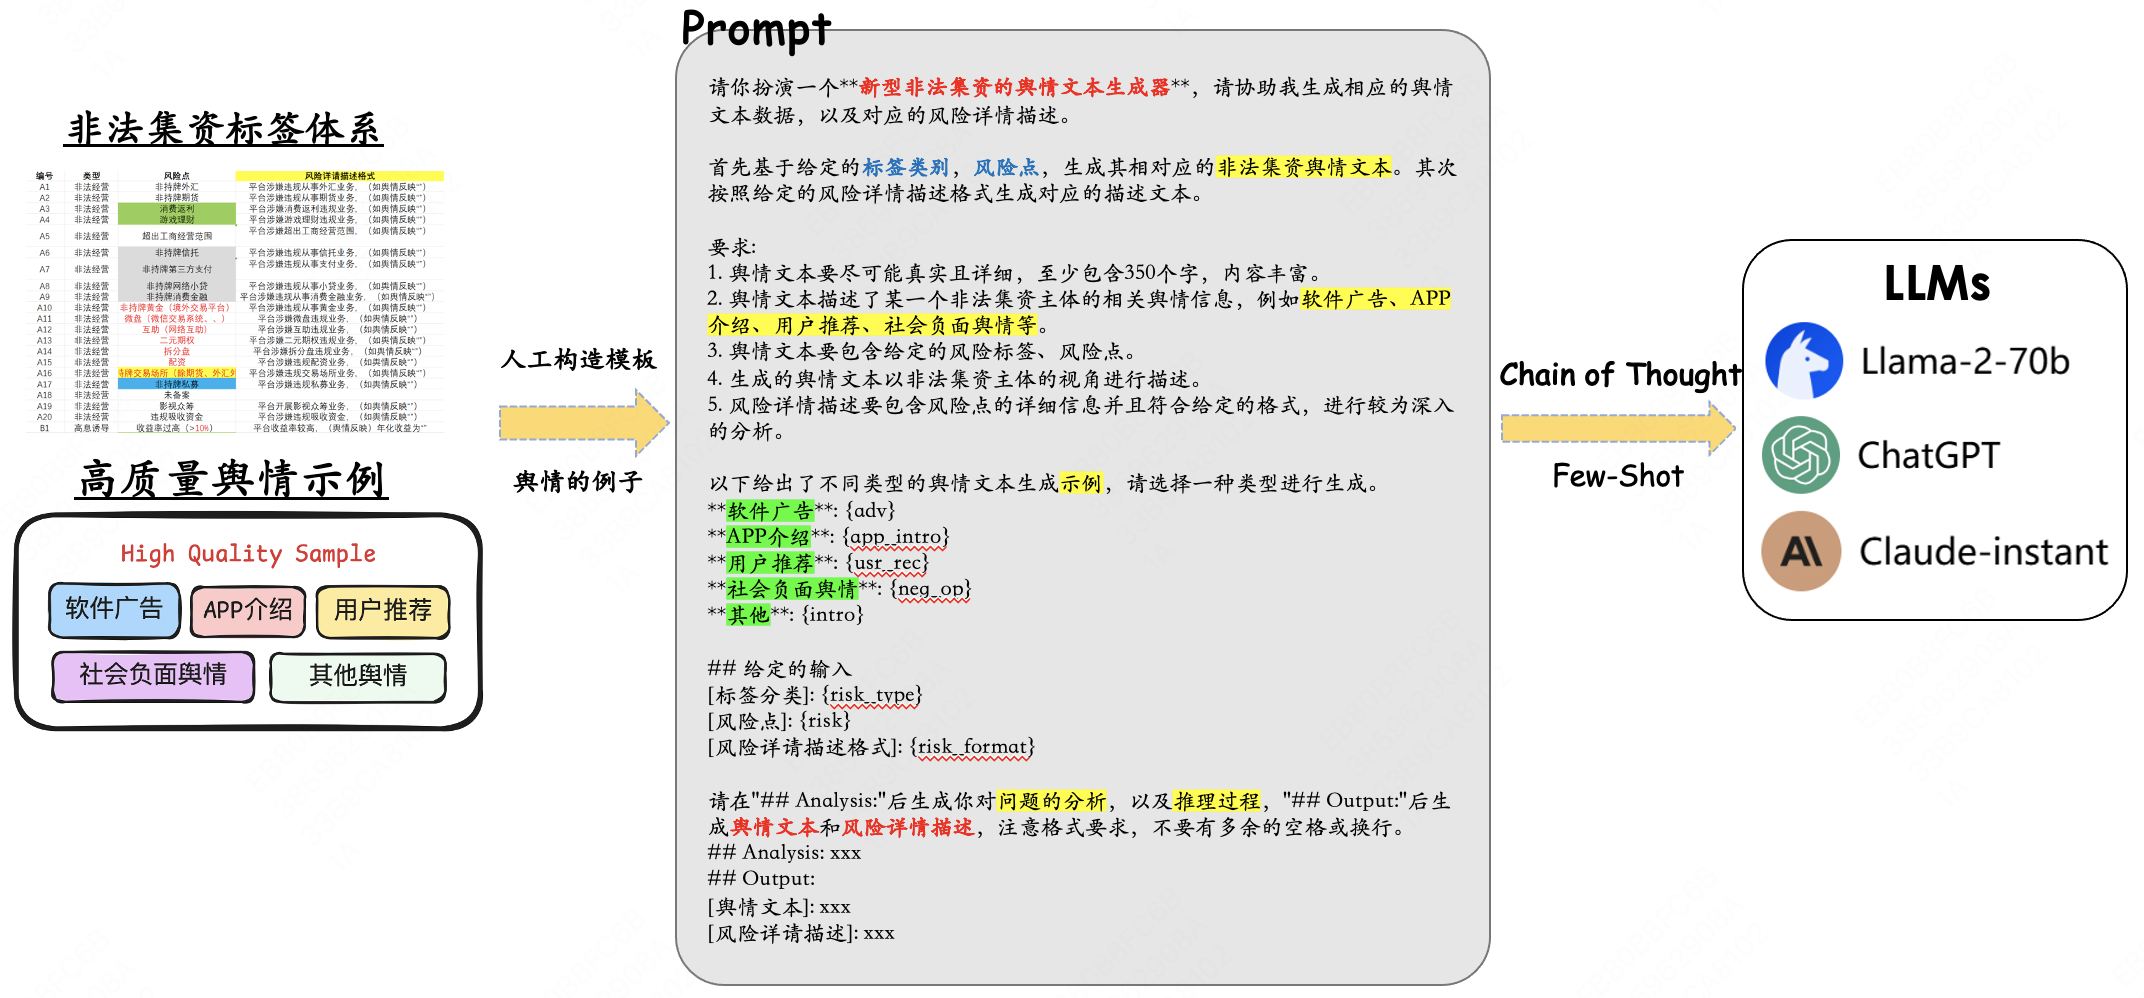 非法集资标签体系
编号 类型 风险点 风险详请描述格式
A1 非法经营 非持牌外汇 平台涉嫌违规从事外汇业务,(如舆情反映“”)
A2 非法经营 非持牌期货 平台涉嫌违规从事期货业务,(如舆情反映“”)
A3 非法经营 消费返利 平台涉嫌消费返利违规业务,(如舆情反映“”)
A4 非法经营 游戏理财 平台涉嫌游戏理财违规业务,(如舆情反映“”)
A5 非法经营 超出工商经营范围 平台涉嫌超出工商经营范围,(如舆情反映“”)
A6 非法经营 非持牌信托 平台涉嫌违规从事信托业务,(如舆情反映“”)
A7 非法经营 非持牌第三方支付 平台涉嫌违规从事支付业务,(如舆情反映“”)
A8 非法经营 非持牌网络小贷 平台涉嫌违规从事小贷业务,(如舆情反映“”)
A9 非法经营 非持牌消费金融 平台涉嫌违规从事消费金融业务,(如舆情反映“”)
A10 非法经营 非持牌黄金(境外交易平台) 平台涉嫌违规从事黄金业务,(如舆情反映“”)
A11 非法经营 微盘(微信交易系统、、) 平台涉嫌微盘违规业务,(如舆情反映“”)
A12 非法经营 互助(网络互助) 平台涉嫌互助违规业务,(如舆情反映“”)
A13 非法经营 二元期权 平台涉嫌二元期权违规业务,(如舆情反映“”)
A14 非法经营 拆分盘 平台涉嫌拆分盘违规业务,(如舆情反映“”)
A15 非法经营 配资 平台涉嫌违规配资业务,(如舆情反映“”)
A16 非法经营 持牌交易场所(除期货、外汇外 平台涉嫌违规交易场所业务,(如舆情反映“”)
A17 非法经营 非持牌私募 平台涉嫌违规私募业务,(如舆情反映“”)
A18 非法经营 未备案
A19 非法经营 影视众筹 平台开展影视众筹业务,(如舆情反映“”)
A20 非法经营 违规吸收资金 平台涉嫌违规吸收资金,(如舆情反映“”)
B1 高息诱导 收益率过高(>10%) 平台收益率较高,(舆情反映)年化收益为“”
高质量舆情示例
High Quality Sample
软件广告 APP介绍 用户推荐
社会负面舆情 其他舆情
人工构造模板
舆情的例子
Prompt
请你扮演一个**新型非法集资的舆情文本生成器**,请协助我生成相应的舆情
文本数据,以及对应的风险详情描述。
首先基于给定的标签类别,风险点,生成其相对应的非法集资舆情文本。其次
按照给定的风险详情描述格式生成对应的描述文本。
要求:
1. 舆情文本要尽可能真实且详细,至少包含350个字,内容丰富。
2. 舆情文本描述了某一个非法集资主体的相关舆情信息,例如软件广告、APP
介绍、用户推荐、社会负面舆情等。
3. 舆情文本要包含给定的风险标签、风险点。
4. 生成的舆情文本以非法集资主体的视角进行描述。
5. 风险详情描述要包含风险点的详细信息并且符合给定的格式,进行较为深入
的分析。
以下给出了不同类型的舆情文本生成示例,请选择一种类型进行生成。
**软件广告**: {adv}
**APP介绍**: {app_intro}
**用户推荐**: {usr_rec}
**社会负面舆情**: {neg_op}
**其他**: {intro}
## 给定的输入
[标签分类]: {risk_type}
[风险点]: {risk}
[风险详请描述格式]: {risk_format}
请在"## Analysis:"后生成你对问题的分析,以及推理过程,"## Output:"后生
成舆情文本和风险详情描述,注意格式要求,不要有多余的空格或换行。
## Analysis: xxx
## Output:
[舆情文本]: xxx
[风险详请描述]: xxx
Chain of Thought
Few-Shot
LLMs
Llama-2-70b
ChatGPT
Claude-instant